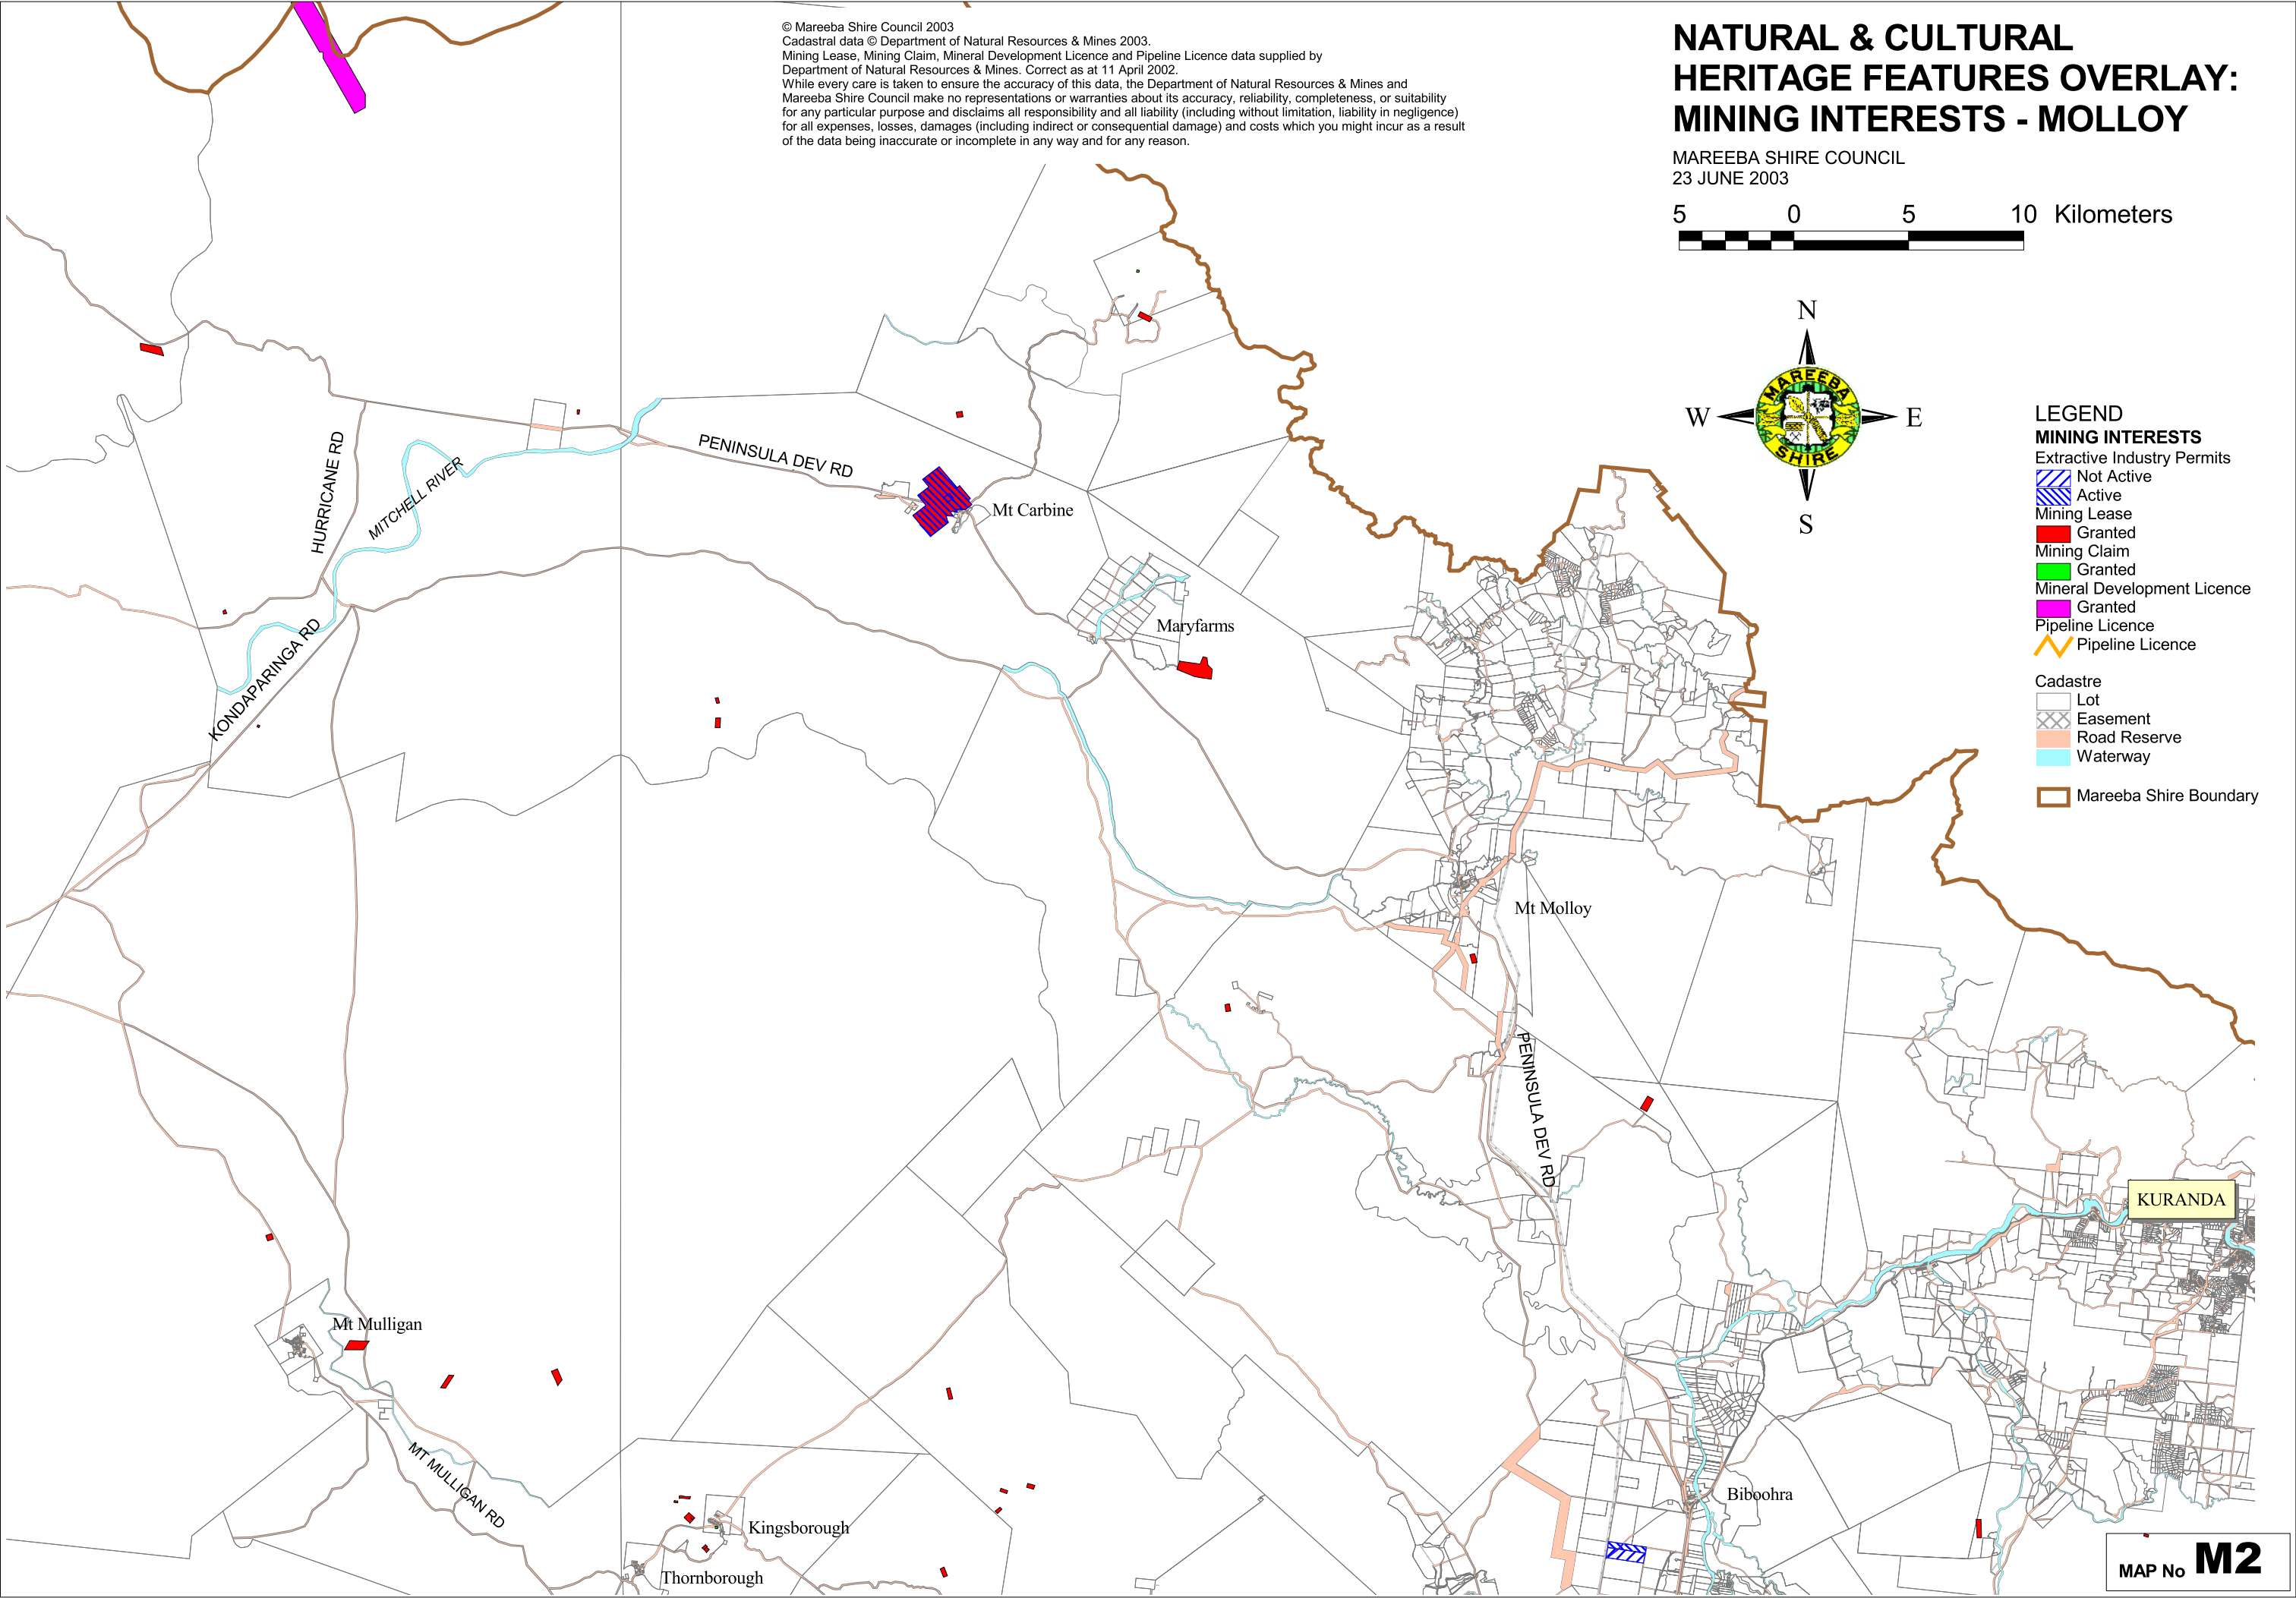 © Mareeba Shire Council 2003
Cadastral data © Department of Natural Resources & Mines 2003.
Mining Lease, Mining Claim, Mineral Development Licence and Pipeline Licence data supplied by
Department of Natural Resources & Mines. Correct as at 11 April 2002.
While every care is taken to ensure the accuracy of this data, the Department of Natural Resources & Mines and
Mareeba Shire Council make no representations or warranties about its accuracy, reliability, completeness, or suitability
for any particular purpose and disclaims all responsibility and all liability (including without limitation, liability in negligence)
for all expenses, losses, damages (including indirect or consequential damage) and costs which you might incur as a result
of the data being inaccurate or incomplete in any way and for any reason.
NATURAL & CULTURAL
HERITAGE FEATURES OVERLAY:
MINING INTERESTS - MOLLOY
MAREEBA SHIRE COUNCIL
23 JUNE 2003
5 0 5 10 Kilometers
N
W
E
S
MAREEBA
SHIRE
LEGEND
MINING INTERESTS
Extractive Industry Permits
Not Active
Active
Mining Lease
Granted
Mining Claim
Granted
Mineral Development Licence
Granted
Pipeline Licence
Pipeline Licence
Cadastre
Lot
Easement
Road Reserve
Waterway
Mareeba Shire Boundary
HURRICANE RD
MITCHELL RIVER
PENINSULA DEV RD
Mt Carbine
Maryfarms
KONDAPARINGA RD
Mt Molloy
PENINSULA DEV RD
KURANDA
Mt Mulligan
MT MULLIGAN RD
Kingsborough
Thornborough
Biboohra
MAP No M2